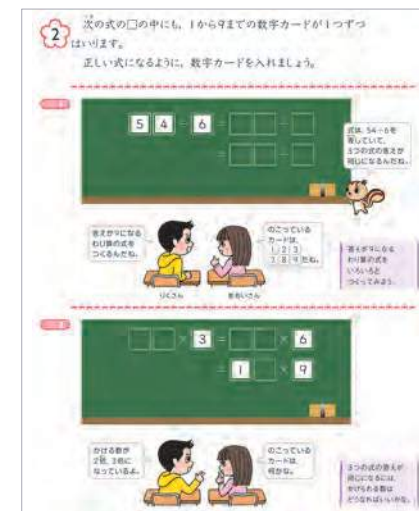 2
次の式の□の中にも、1から9までの数字カードが1つずつ
はいります。
正しい式になるように、数字カードを入れましょう。
5 4 ÷ 6 = □□ ÷ □
= □□ ÷ □
式は、54÷6を
答えが
同じになるんだね。
答えが9になる
わり算の式を
つくるんだね。
のこっている
カードは、
1 2 3
3 8 9 だね。
りくさん
答えが9になる
わり算の式を
いろいろと
つくってみよう。
□□ × 3 = □□ × 6
= 1 □ × 9
かける数が
2倍、3倍に
なっているよ。
のこっている
カードは、
何かな。
3つの式の答えが
同じになるには、
かけられる数は
どうなればいいかな。